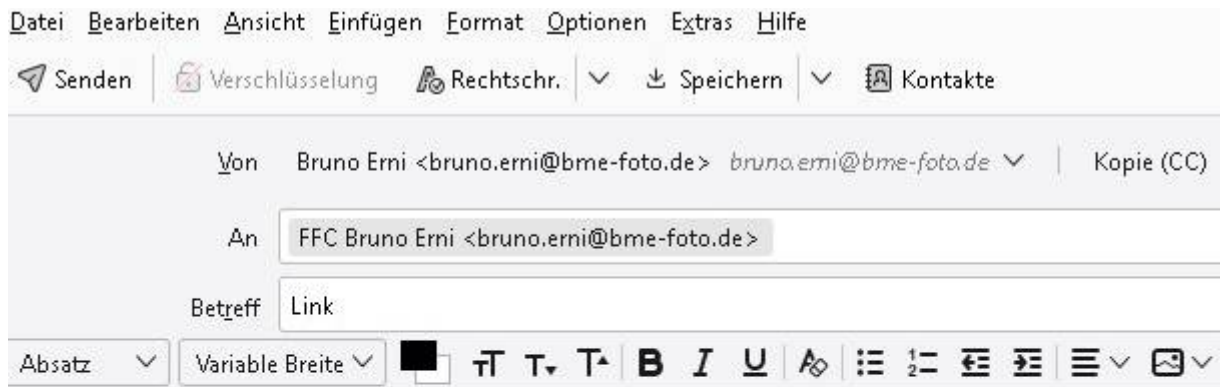 Datei Bearbeiten Ansicht Einfügen Format Optionen Extras Hilfe
Senden Verschlüsselung Rechtschr. Speichern Kontakte
Von Bruno Erni <bruno.erni@bme-foto.de> bruno.erni@bme-foto.de Kopie (CC)
An FFC Bruno Erni <bruno.erni@bme-foto.de>
Betreff Link
Absatz Variable Breite